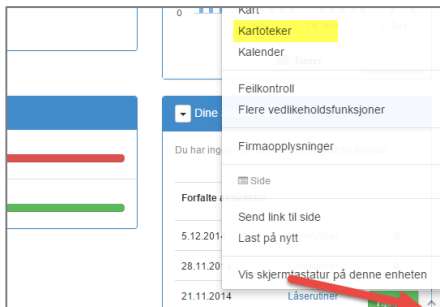 0
Kart
Kartoteker
Kalender
Timer
Feilkontroll
Flere vedlikeholdsfunksjoner
Dine
Du har ing
Firmaopplysninger
Side
Forfalte
Send link til side
5.12.2014
Last på nytt
28.11.20
Vis skjermtastatur på denne enheten
21.11.2014
Låserutiner